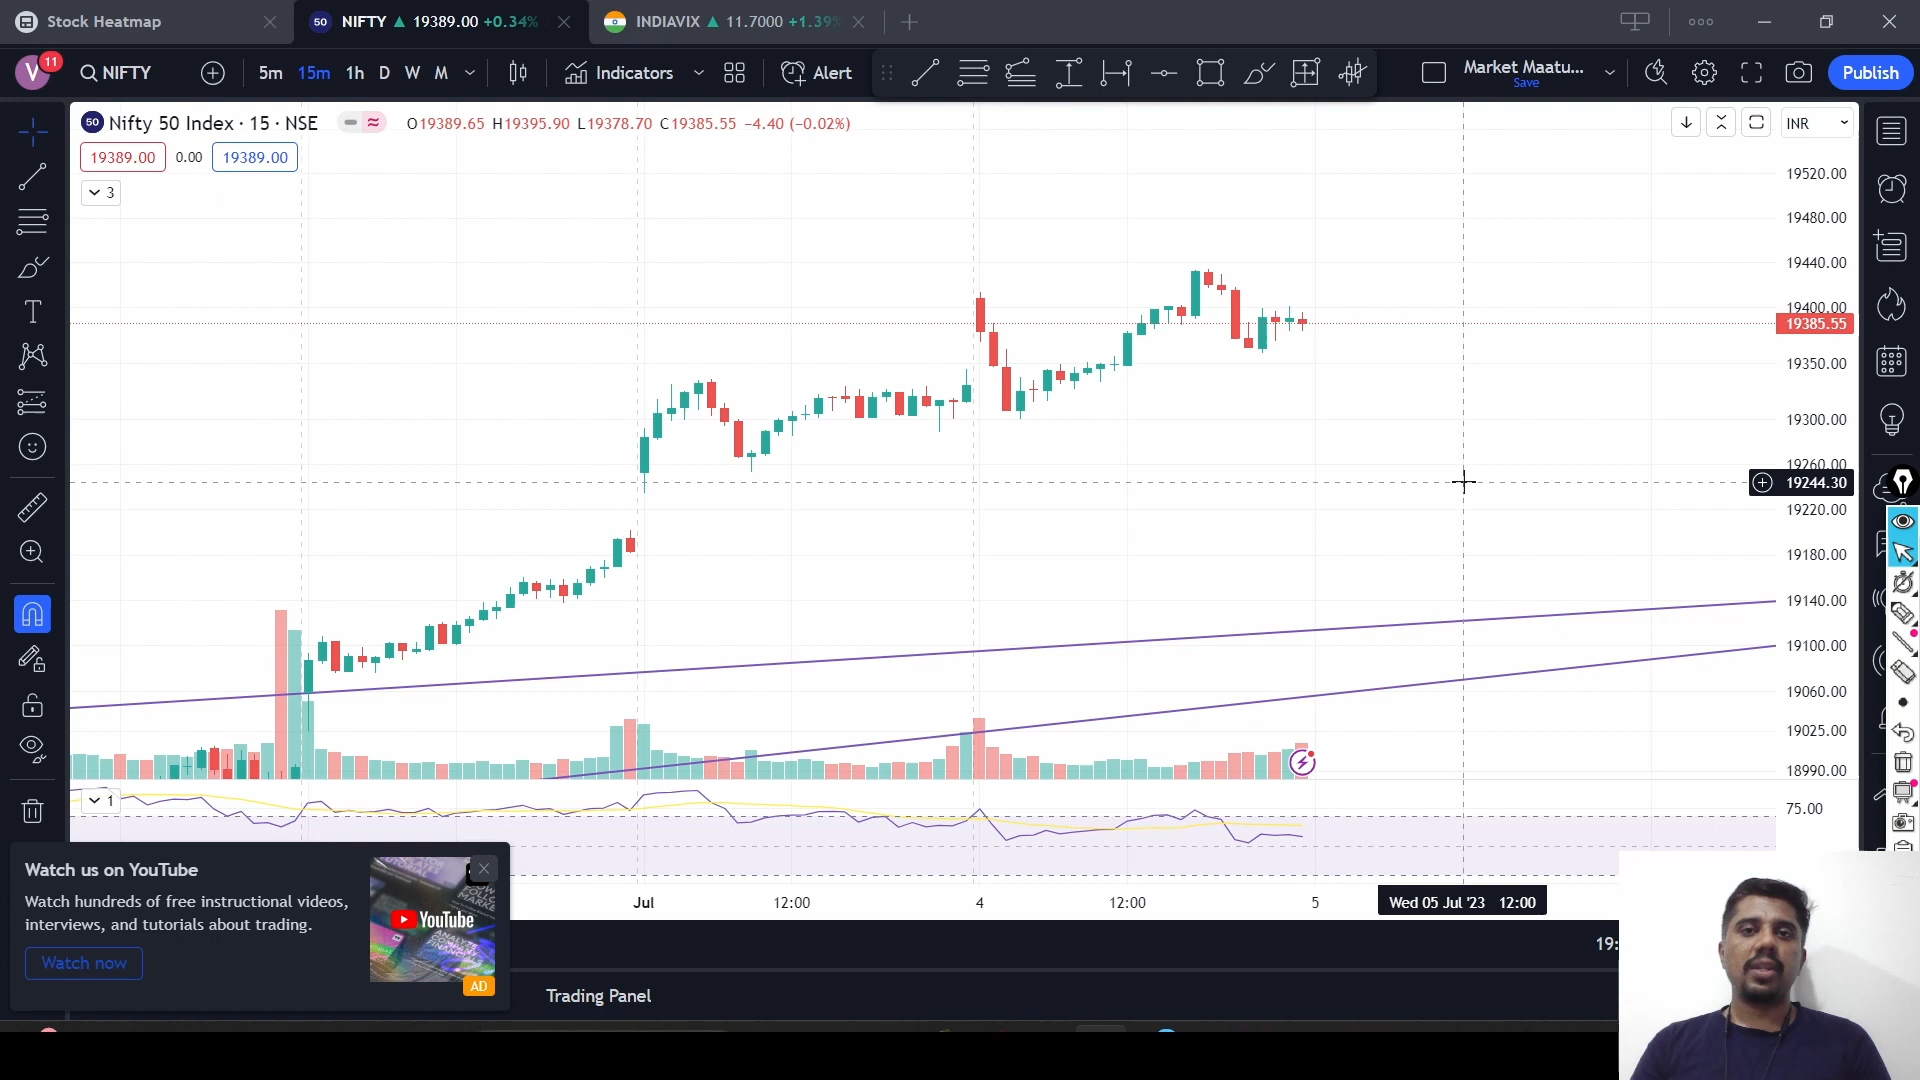 Stock Heatmap
50 NIFTY 19389.00 +0.34%
INDIAVIX 11.7000 +1.39%
V 11 NIFTY 5m 15m 1h D W M Indicators Alert Market Maatu... Save Publish
50 Nifty 50 Index · 15 · NSE O19389.65 H19395.90 L19378.70 C19385.55 −4.40 (−0.02%)
INR
19389.00 0.00 19389.00
3
19520.00
19480.00
19440.00
19400.00
19385.55
19350.00
19300.00
19260.00
19244.30
19220.00
19180.00
19140.00
19100.00
19060.00
19025.00
18990.00
1
75.00
Jul 12:00 4 12:00 5 Wed 05 Jul '23 12:00
Watch us on YouTube
Watch hundreds of free instructional videos,
interviews, and tutorials about trading.
Watch now
YouTube
AD
19:
Trading Panel